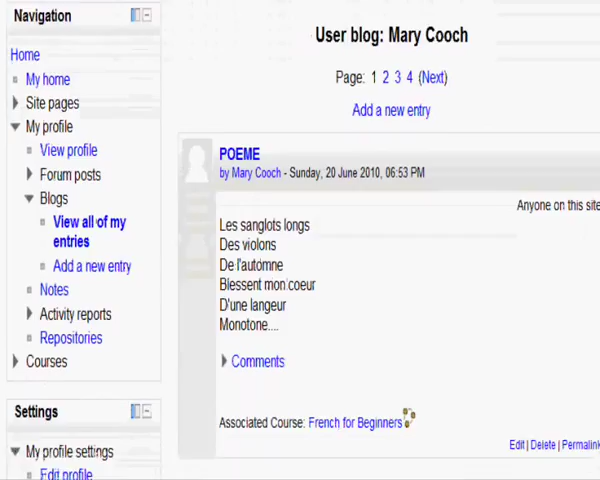 Navigation
Home
My home
Site pages
My profile
View profile
Forum posts
Blogs
View all of my
entries
Add a new entry
Notes
Activity reports
Repositories
Courses
Settings
My profile settings
Edit profile
User blog: Mary Cooch
Page: 1 2 3 4 (Next)
Add a new entry
POEME
by Mary Cooch - Sunday, 20 June 2010, 06:53 PM
Anyone on this site
Les sanglots longs
Des violons
De l'automne
Blessent mon coeur
D'une langeur
Monotone....
Comments
Associated Course: French for Beginners
Edit | Delete | Permalink